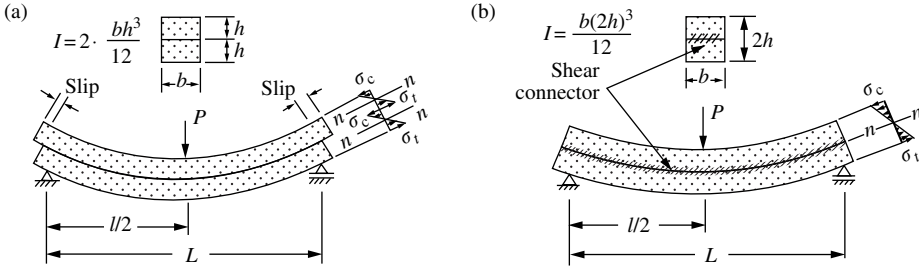 (a)
I = 2 · bh³/12
h
h
b
Slip
Slip
P
σc
σt
σc
σt
n
n
n
n
l/2
L
(b)
I = b(2h)³/12
2h
b
Shear
connector
P
σc
σt
n
n
l/2
L